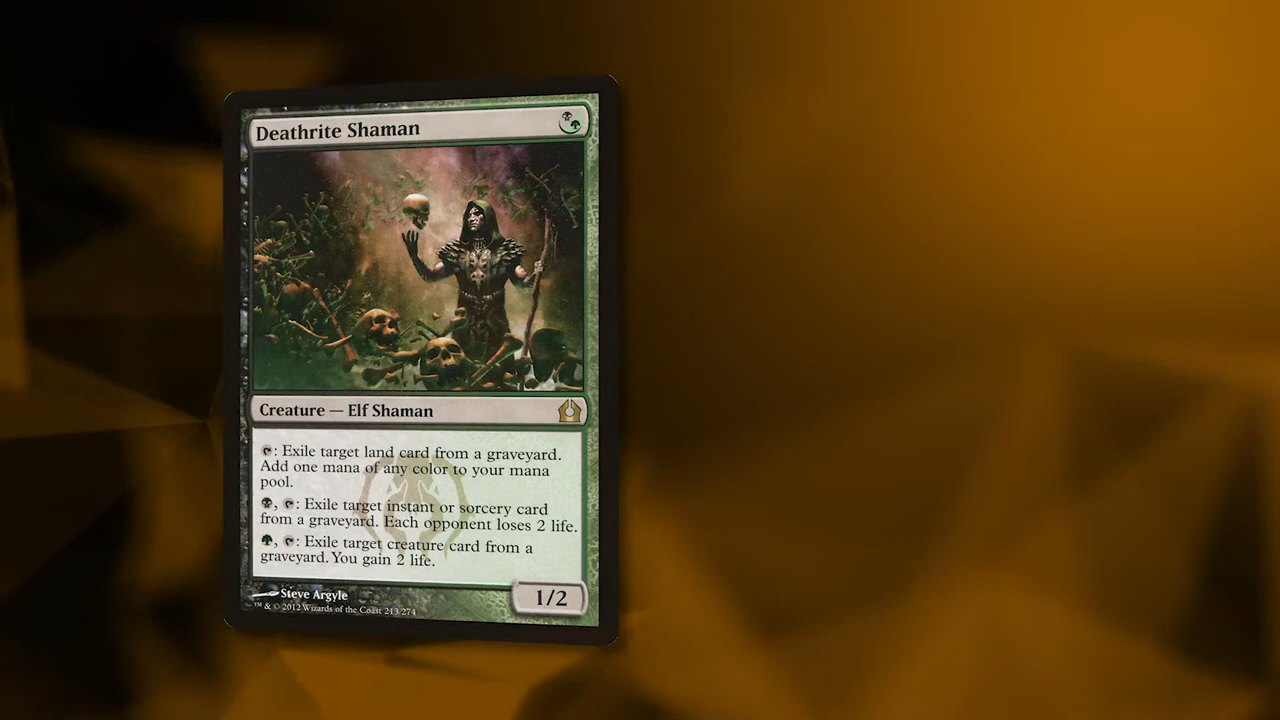 Deathrite Shaman
Creature — Elf Shaman
: Exile target land card from a graveyard.
Add one mana of any color to your mana
pool.
, : Exile target instant or sorcery card
from a graveyard. Each opponent loses 2 life.
, : Exile target creature card from a
graveyard. You gain 2 life.
1/2
Steve Argyle
™ & © 2012 Wizards of the Coast 213/274